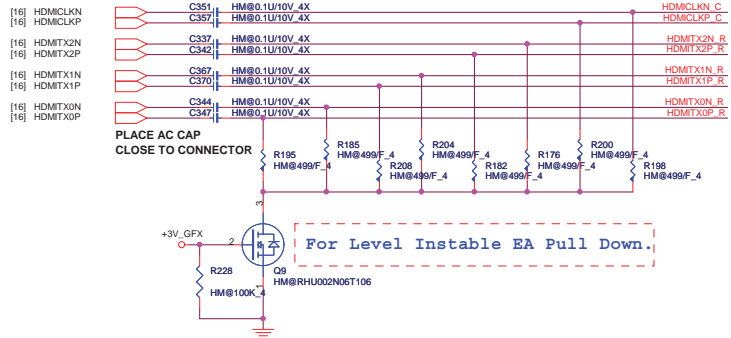 [16] HDMICLKN C351 HM@0.1U/10V_4X HDMICLKN_C
[16] HDMICLKP C357 HM@0.1U/10V_4X HDMICLKP_C
[16] HDMITX2N C337 HM@0.1U/10V_4X HDMITX2N_R
[16] HDMITX2P C342 HM@0.1U/10V_4X HDMITX2P_R
[16] HDMITX1N C367 HM@0.1U/10V_4X HDMITX1N_R
[16] HDMITX1P C370 HM@0.1U/10V_4X HDMITX1P_R
[16] HDMITX0N C344 HM@0.1U/10V_4X HDMITX0N_R
[16] HDMITX0P C347 HM@0.1U/10V_4X HDMITX0P_R
PLACE AC CAP
CLOSE TO CONNECTOR
R195
HM@499/F_4
R185
HM@499/F_4
R208
HM@499/F_4
R204
HM@499/F_4
R182
HM@499/F_4
R176
HM@499/F_4
R200
HM@499/F_4
R198
HM@499/F_4
3
+3V_GFX
2
For Level Instable EA Pull Down.
R228
HM@100K_4
1
Q9
HM@RHU002N06T106